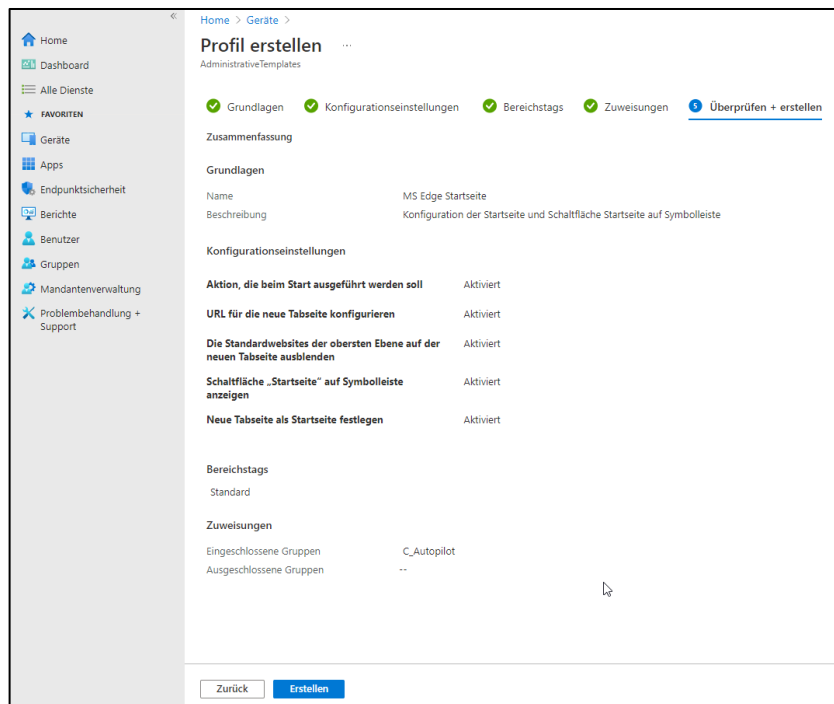 «
Home
Dashboard
Alle Dienste
FAVORITEN
Geräte
Apps
Endpunktsicherheit
Berichte
Benutzer
Gruppen
Mandantenverwaltung
Problembehandlung +
Support
Home > Geräte >
Profil erstellen ...
AdministrativeTemplates
Grundlagen Konfigurationseinstellungen Bereichstags Zuweisungen 5 Überprüfen + erstellen
Zusammenfassung
Grundlagen
Name MS Edge Startseite
Beschreibung Konfiguration der Startseite und Schaltfläche Startseite auf Symbolleiste
Konfigurationseinstellungen
Aktion, die beim Start ausgeführt werden soll Aktiviert
URL für die neue Tabseite konfigurieren Aktiviert
Die Standardwebsites der obersten Ebene auf der Aktiviert
neuen Tabseite ausblenden
Schaltfläche „Startseite" auf Symbolleiste Aktiviert
anzeigen
Neue Tabseite als Startseite festlegen Aktiviert
Bereichstags
Standard
Zuweisungen
Eingeschlossene Gruppen C_Autopilot
Ausgeschlossene Gruppen --
Zurück Erstellen